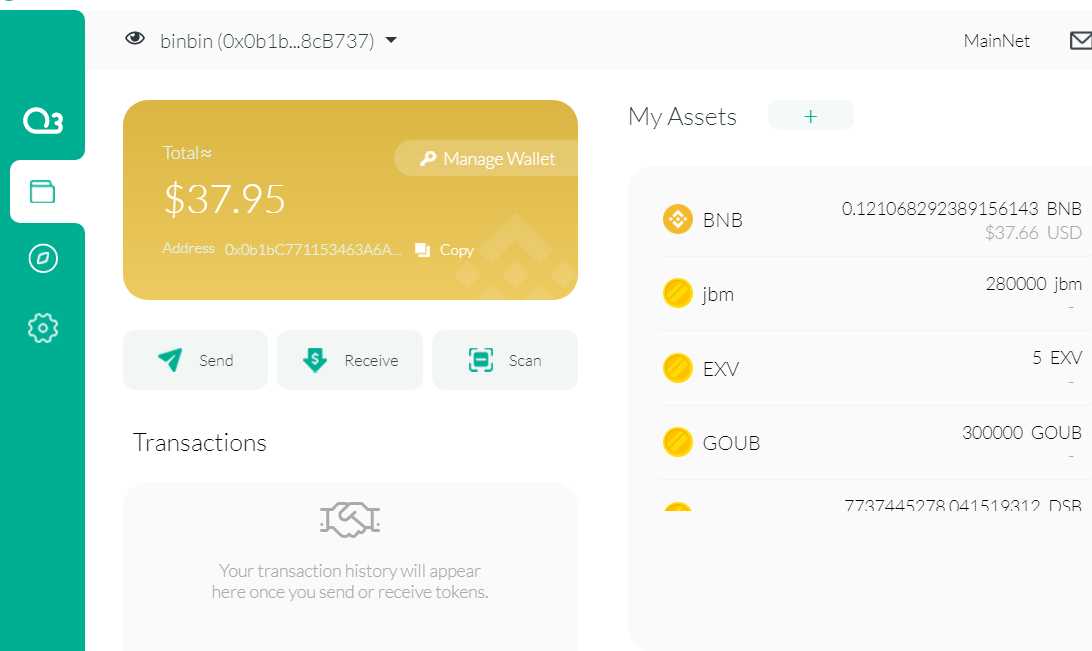 binbin (0x0b1b...8cB737)
MainNet
O3
Total≈
Manage Wallet
$37.95
Address 0x0b1bC771153463A6A... Copy
Send
Receive
Scan
Transactions
Your transaction history will appear
here once you send or receive tokens.
My Assets
+
BNB
0.121068292389156143 BNB
$37.66 USD
jbm
280000 jbm
-
EXV
5 EXV
-
GOUB
300000 GOUB
-
7737445278.041519312 DSB